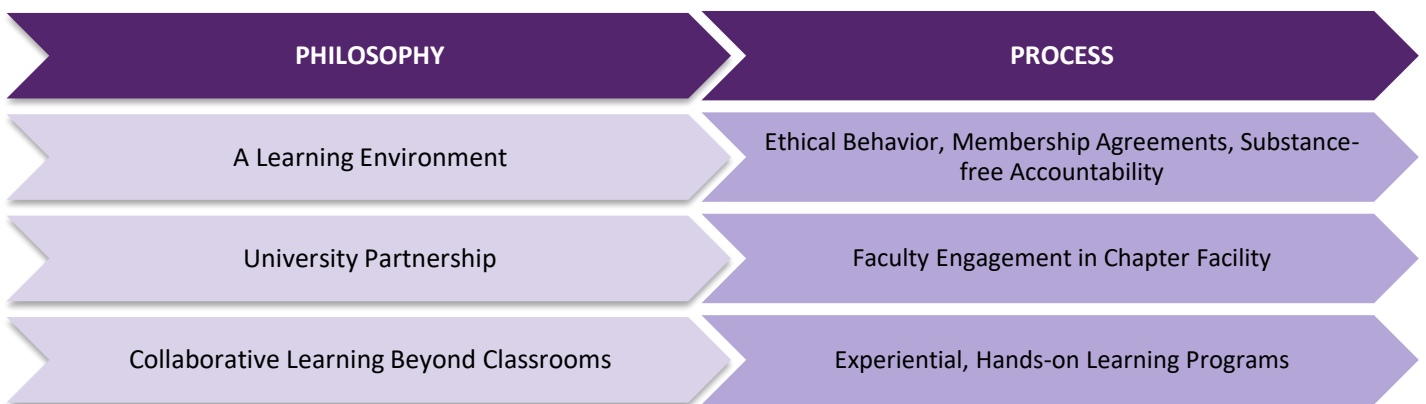 PHILOSOPHY
PROCESS
A Learning Environment
Ethical Behavior, Membership Agreements, Substance-
free Accountability
University Partnership
Faculty Engagement in Chapter Facility
Collaborative Learning Beyond Classrooms
Experiential, Hands-on Learning Programs